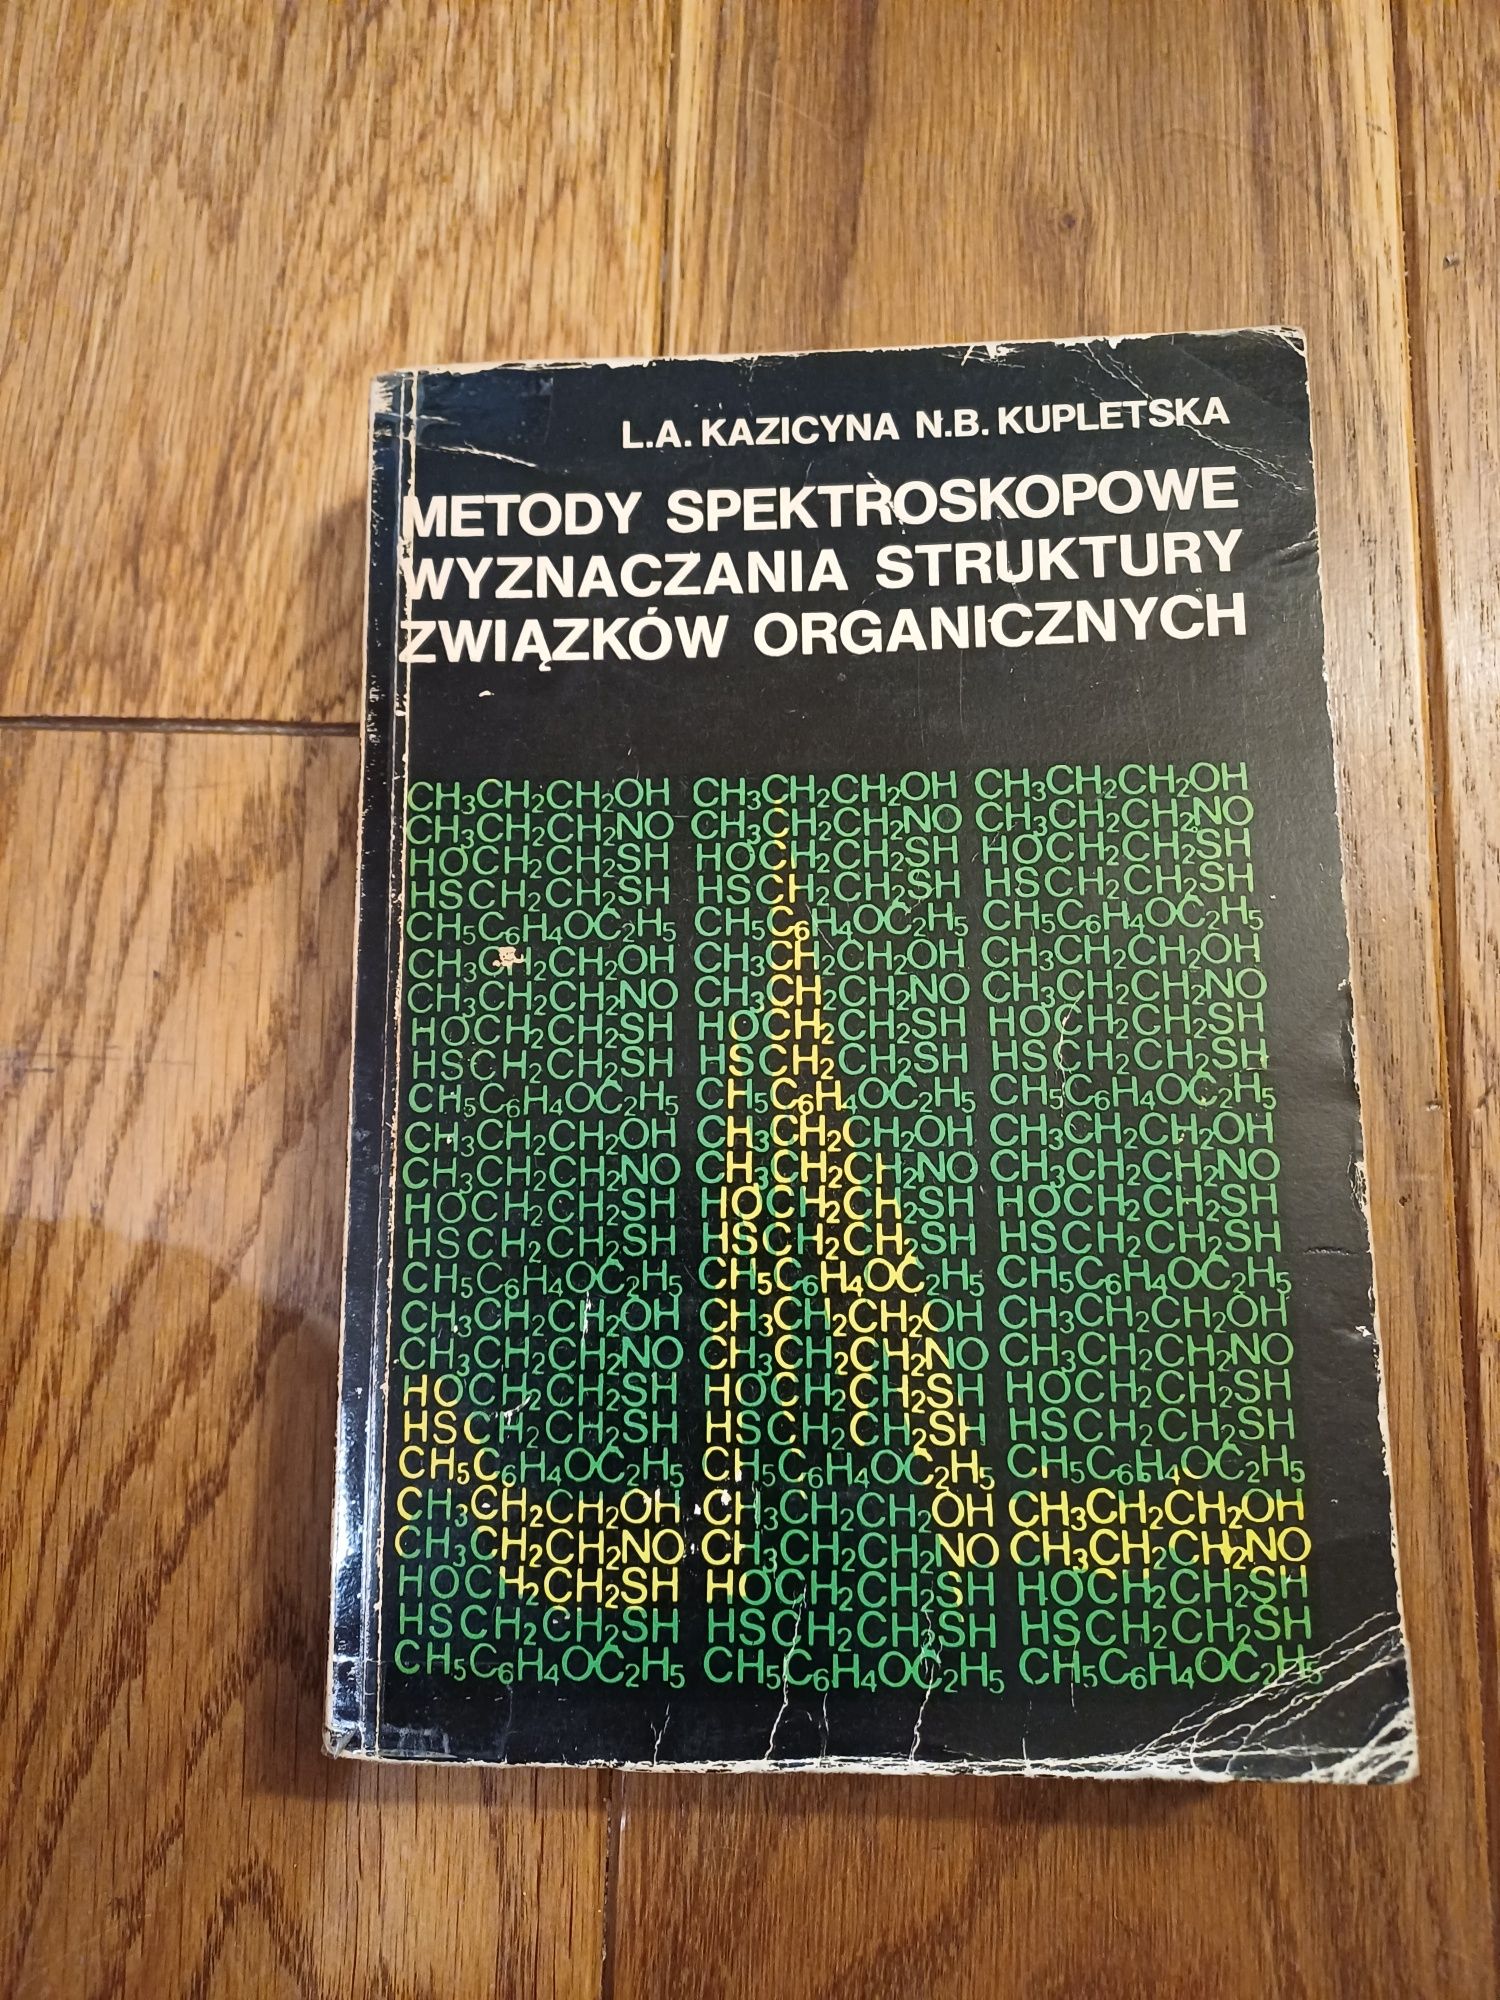 L.A. KAZICYNA N.B. KUPLETSKA
METODY SPEKTROSKOPOWE
WYZNACZANIA STRUKTURY
ZWIĄZKÓW ORGANICZNYCH
CH₃CH₂CH₂OH CH₃CH₂CH₂OH CH₃CH₂CH₂OH
CH₃CH₂CH₂NO CH₃CH₂CH₂NO CH₃CH₂CH₂NO
HOCH₂CH₂SH HOCH₂CH₂SH HOCH₂CH₂SH
HSCH₂CH₂SH HSCH₂CH₂SH HSCH₂CH₂SH
CH₅C₆H₄OC₂H₅ CH₅C₆H₄OC₂H₅ CH₅C₆H₄OC₂H₅
CH₃CH₂CH₂OH CH₃CH₂CH₂OH CH₃CH₂CH₂OH
CH₃CH₂CH₂NO CH₃CH₂CH₂NO CH₃CH₂CH₂NO
HOCH₂CH₂SH HOCH₂CH₂SH HOCH₂CH₂SH
HSCH₂CH₂SH HSCH₂CH₂SH HSCH₂CH₂SH
CH₅C₆H₄OC₂H₅ CH₅C₆H₄OC₂H₅ CH₅C₆H₄OC₂H₅
CH₃CH₂CH₂OH CH₃CH₂CH₂OH CH₃CH₂CH₂OH
CH₃CH₂CH₂NO CH₃CH₂CH₂NO CH₃CH₂CH₂NO
HOCH₂CH₂SH HOCH₂CH₂SH HOCH₂CH₂SH
HSCH₂CH₂SH HSCH₂CH₂SH HSCH₂CH₂SH
CH₅C₆H₄OC₂H₅ CH₅C₆H₄OC₂H₅ CH₅C₆H₄OC₂H₅
CH₃CH₂CH₂OH CH₃CH₂CH₂OH CH₃CH₂CH₂OH
CH₃CH₂CH₂NO CH₃CH₂CH₂NO CH₃CH₂CH₂NO
HOCH₂CH₂SH HOCH₂CH₂SH HOCH₂CH₂SH
HSCH₂CH₂SH HSCH₂CH₂SH HSCH₂CH₂SH
CH₅C₆H₄OC₂H₅ CH₅C₆H₄OC₂H₅ CH₅C₆H₄OC₂H₅
CH₃CH₂CH₂OH CH₃CH₂CH₂OH CH₃CH₂CH₂OH
CH₃CH₂CH₂NO CH₃CH₂CH₂NO CH₃CH₂CH₂NO
HOCH₂CH₂SH HOCH₂CH₂SH HOCH₂CH₂SH
HSCH₂CH₂SH HSCH₂CH₂SH HSCH₂CH₂SH
CH₅C₆H₄OC₂H₅ CH₅C₆H₄OC₂H₅ CH₅C₆H₄OC₂H₅